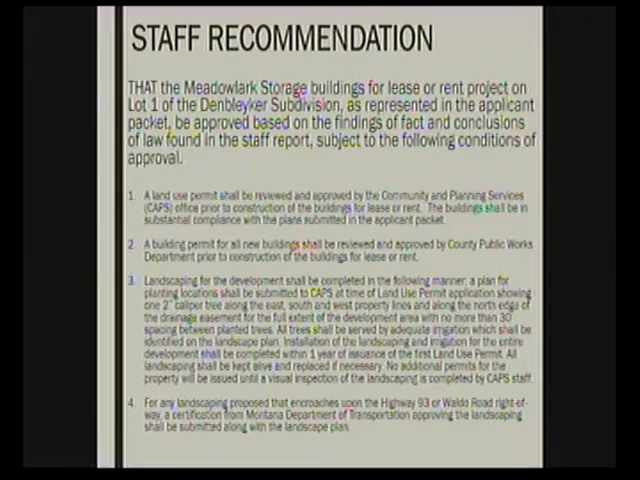 STAFF RECOMMENDATION
THAT the Meadowlark Storage buildings for lease or rent project on
Lot 1 of the Denbleyker Subdivision, as represented in the applicant
packet, be approved based on the findings of fact and conclusions
of law found in the staff report, subject to the following conditions of
approval.
1. A land use permit shall be reviewed and approved by the Community and Planning Services
(CAPS) office prior to construction of the buildings for lease or rent. The buildings shall be in
substantial compliance with the plans submitted in the applicant packet.
2. A building permit for all new buildings shall be reviewed and approved by County Public Works
Department prior to construction of the buildings for lease or rent.
3. Landscaping for the development shall be completed in the following manner: a plan for
planting locations shall be submitted to CAPS at time of Land Use Permit application showing
one 2" caliper tree along the east, south and west property lines and along the north edge of
the drainage easement for the full extent of the development area with no more than 30'
spacing between planted trees. All trees shall be served by adequate irrigation which shall be
identified on the landscape plan. Installation of the landscaping and irrigation for the entire
development shall be completed within 1 year of issuance of the first Land Use Permit. All
landscaping shall be kept alive and replaced if necessary. No additional permits for the
property will be issued until a visual inspection of the landscaping is completed by CAPS staff.
4. For any landscaping proposed that encroaches upon the Highway 93 or Waldo Road right-of-
way, a certification from Montana Department of Transportation approving the landscaping
shall be submitted along with the landscape plan.